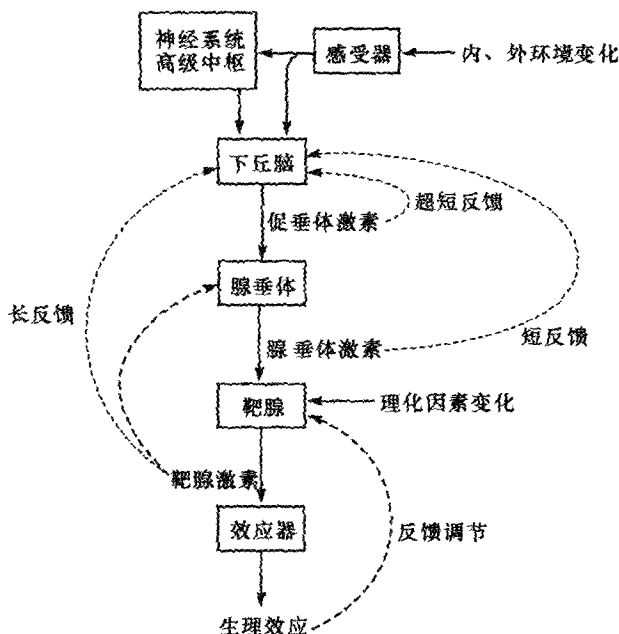 神经系统
高级中枢
感受器
内、外环境变化
下丘脑
促垂体激素
超短反馈
腺垂体
长反馈
腺垂体激素
短反馈
靶腺
理化因素变化
靶腺激素
效应器
反馈调节
生理效应